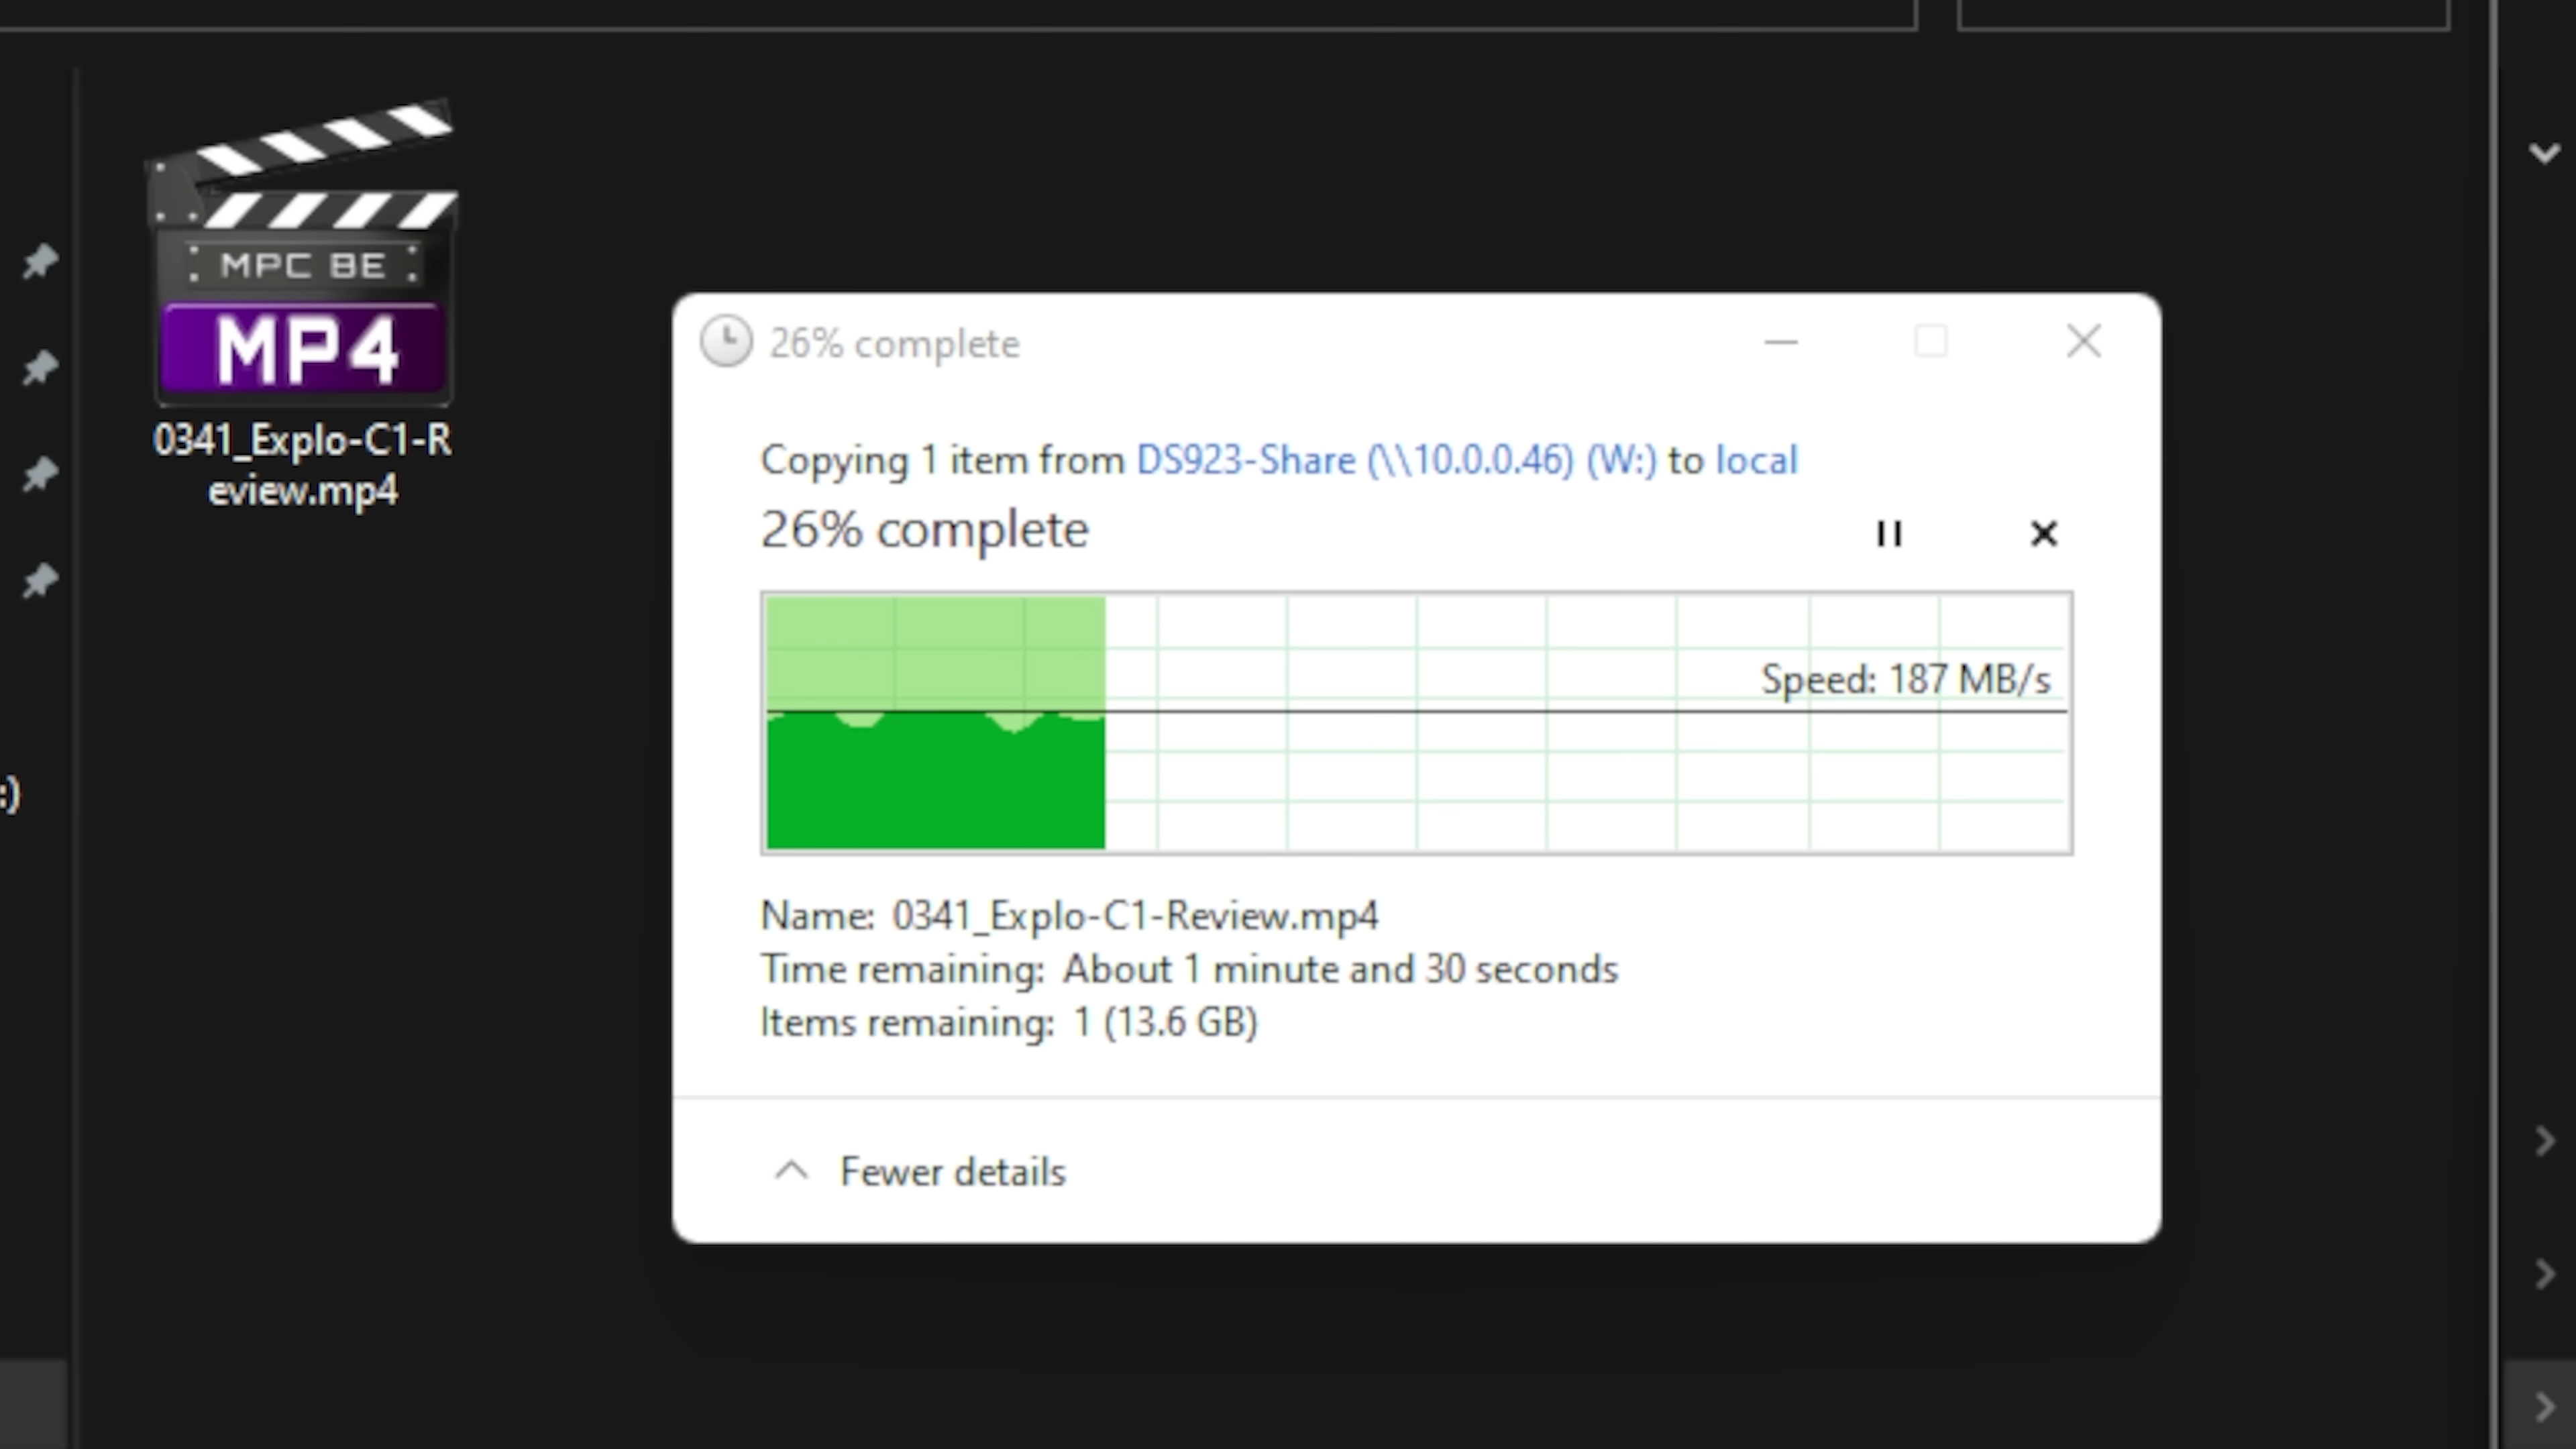 MPC BE
MP4
0341_Explo-C1-R
eview.mp4
:)
26% complete
Copying 1 item from DS923-Share (\\10.0.0.46) (W:) to local
26% complete
Speed: 187 MB/s
Name: 0341_Explo-C1-Review.mp4
Time remaining: About 1 minute and 30 seconds
Items remaining: 1 (13.6 GB)
Fewer details